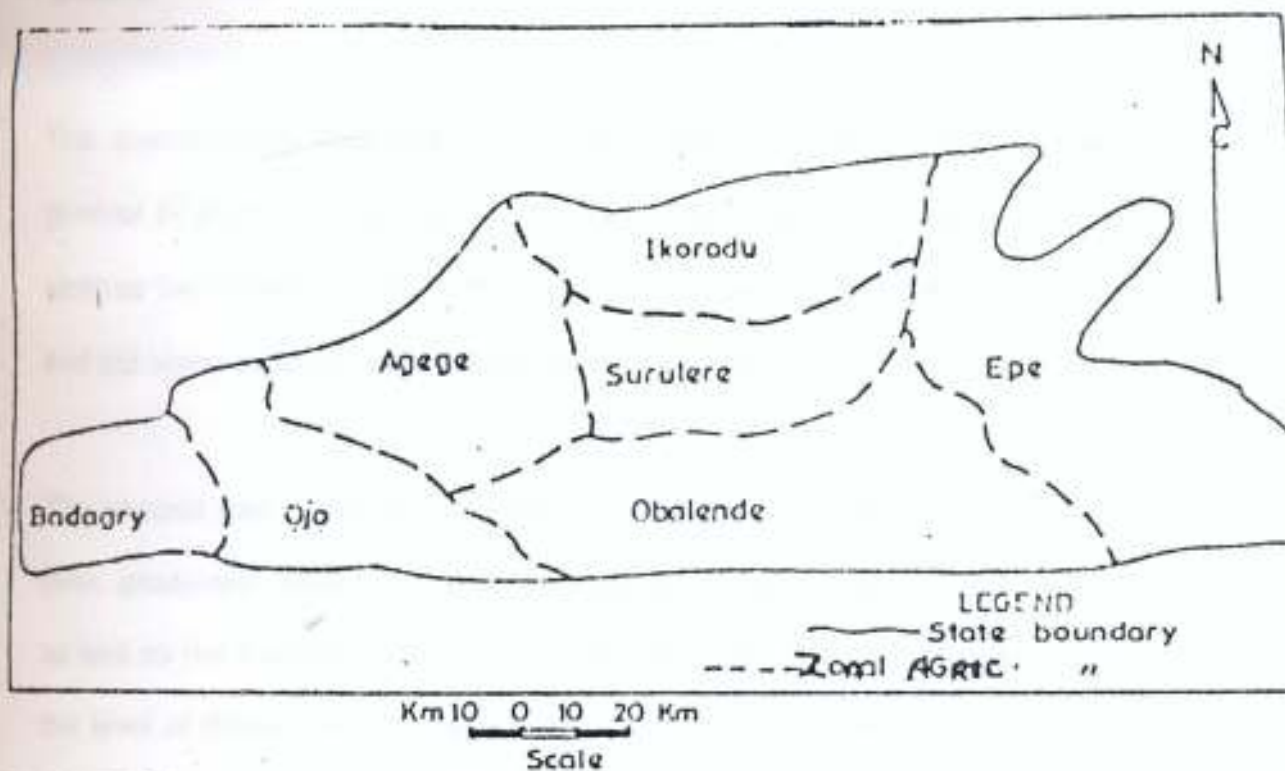 N
Ikorodu
Agege
Surulere
Epe
Badagry
Ojo
Obalende
LEGEND
State boundary
Zonal AGRIC. "
Km 10 0 10 20 Km
Scale